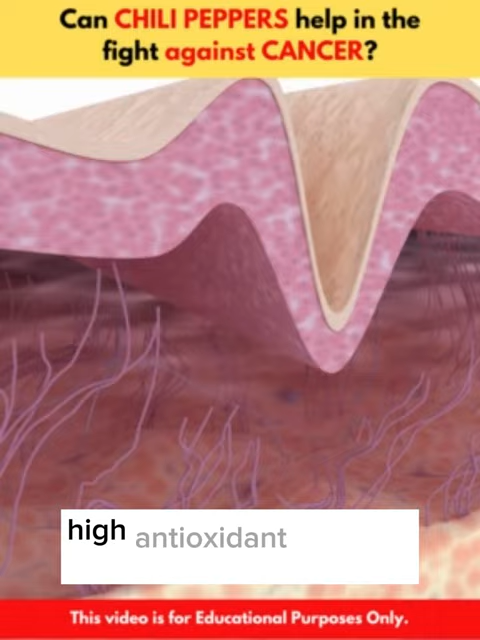 Can CHILI PEPPERS help in the
fight against CANCER?
high antioxidant
This video is for Educational Purposes Only.